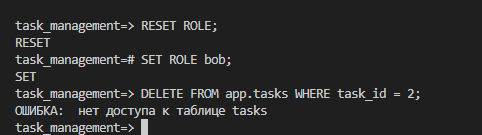 task_management=> RESET ROLE;
RESET
task_management=# SET ROLE bob;
SET
task_management=> DELETE FROM app.tasks WHERE task_id = 2;
ОШИБКА:  нет доступа к таблице tasks
task_management=>